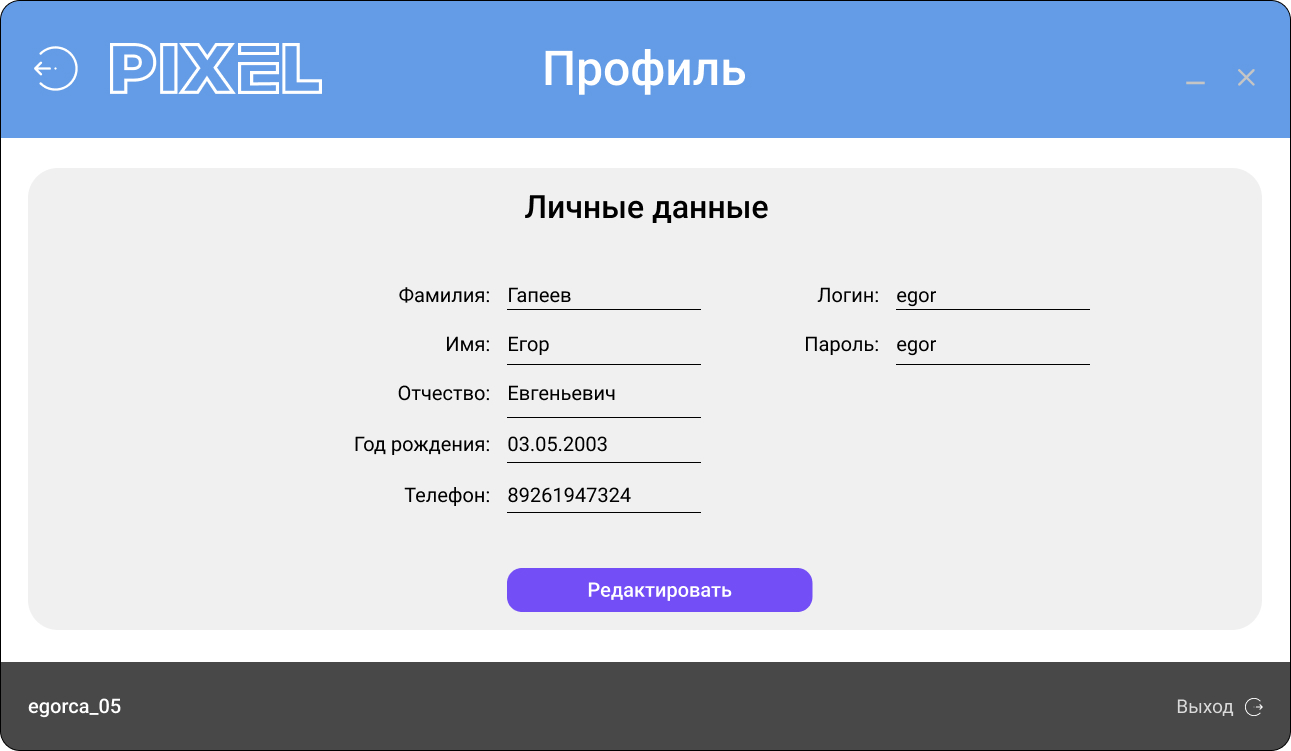 PIXEL
Профиль
Личные данные
Фамилия: Гапеев
Логин: egor
Имя: Егор
Пароль: egor
Отчество: Евгеньевич
Год рождения: 03.05.2003
Телефон: 89261947324
Редактировать
egorca_05
Выход